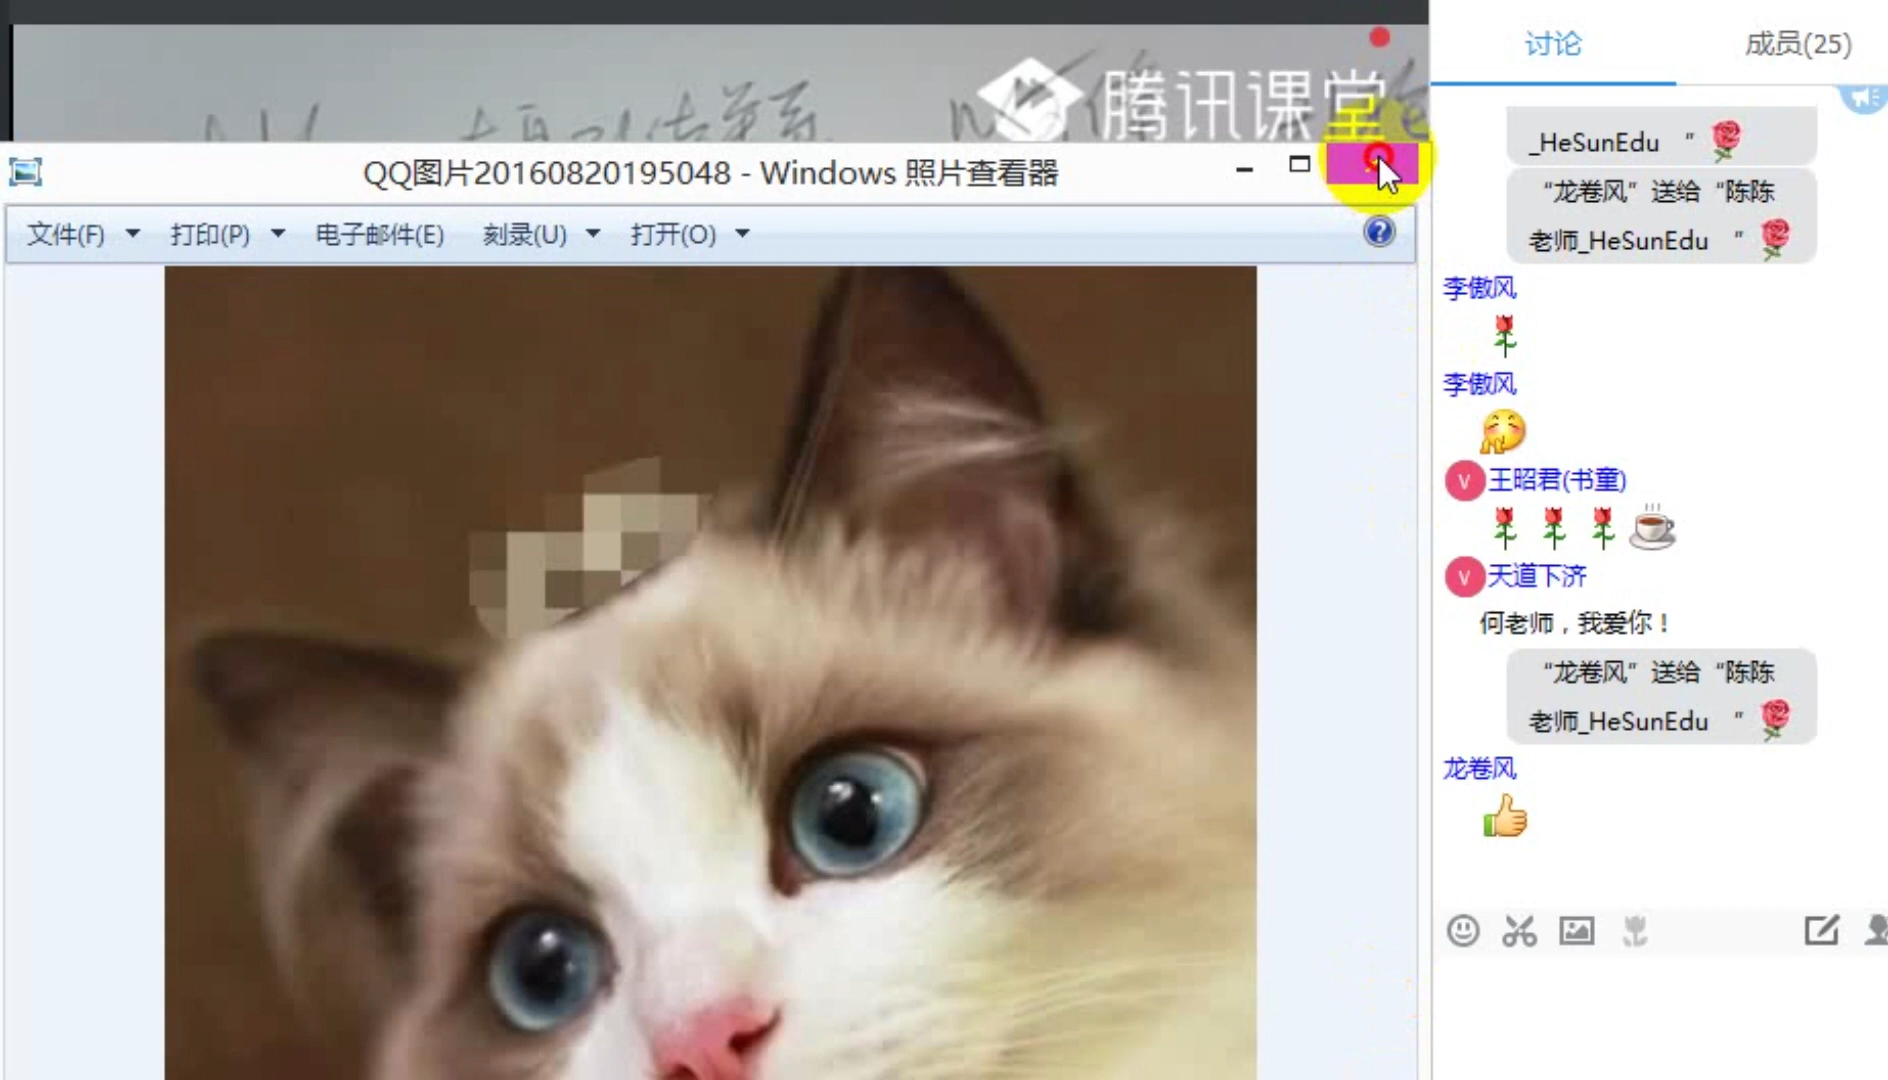 腾讯课堂
QQ图片20160820195048 - Windows 照片查看器
文件(F) 打印(P) 电子邮件(E) 刻录(U) 打开(O)
讨论 成员(25)
_HeSunEdu ”
“龙卷风”送给“陈陈
老师_HeSunEdu ”
李傲风
李傲风
V 王昭君(书童)
V 天道下济
何老师，我爱你！
“龙卷风”送给“陈陈
老师_HeSunEdu ”
龙卷风